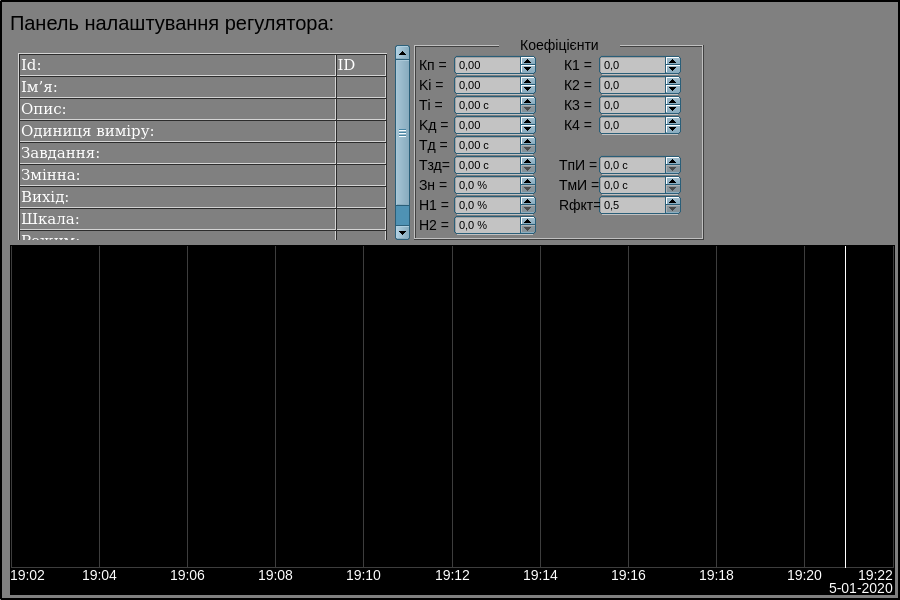 Панель налаштування регулятора:
Id: ID
Ім’я:
Опис:
Одиниця виміру:
Завдання:
Змінна:
Вихід:
Шкала:
Режим:
Коефіцієнти
Кп = 0,00 К1 = 0,0
Кі = 0,00 К2 = 0,0
Ті = 0,00 с К3 = 0,0
Кд = 0,00 К4 = 0,0
Тд = 0,00 с
Тзд= 0,00 с ТпИ = 0,0 с
Зн = 0,0 % ТмИ = 0,0 с
Н1 = 0,0 % Rфкт= 0,5
Н2 = 0,0 %
19:02 19:04 19:06 19:08 19:10 19:12 19:14 19:16 19:18 19:20 19:22
5-01-2020